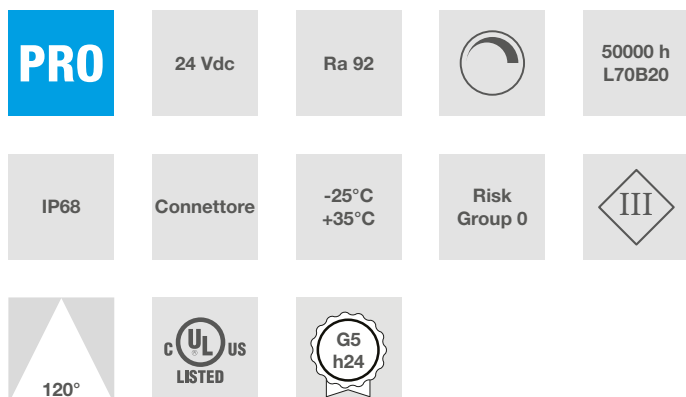 PRO
24 Vdc
Ra 92
50000 h
L70B20
IP68
Connettore
-25°C
+35°C
Risk
Group 0
III
120°
C UL US
®
LISTED
G5
h24